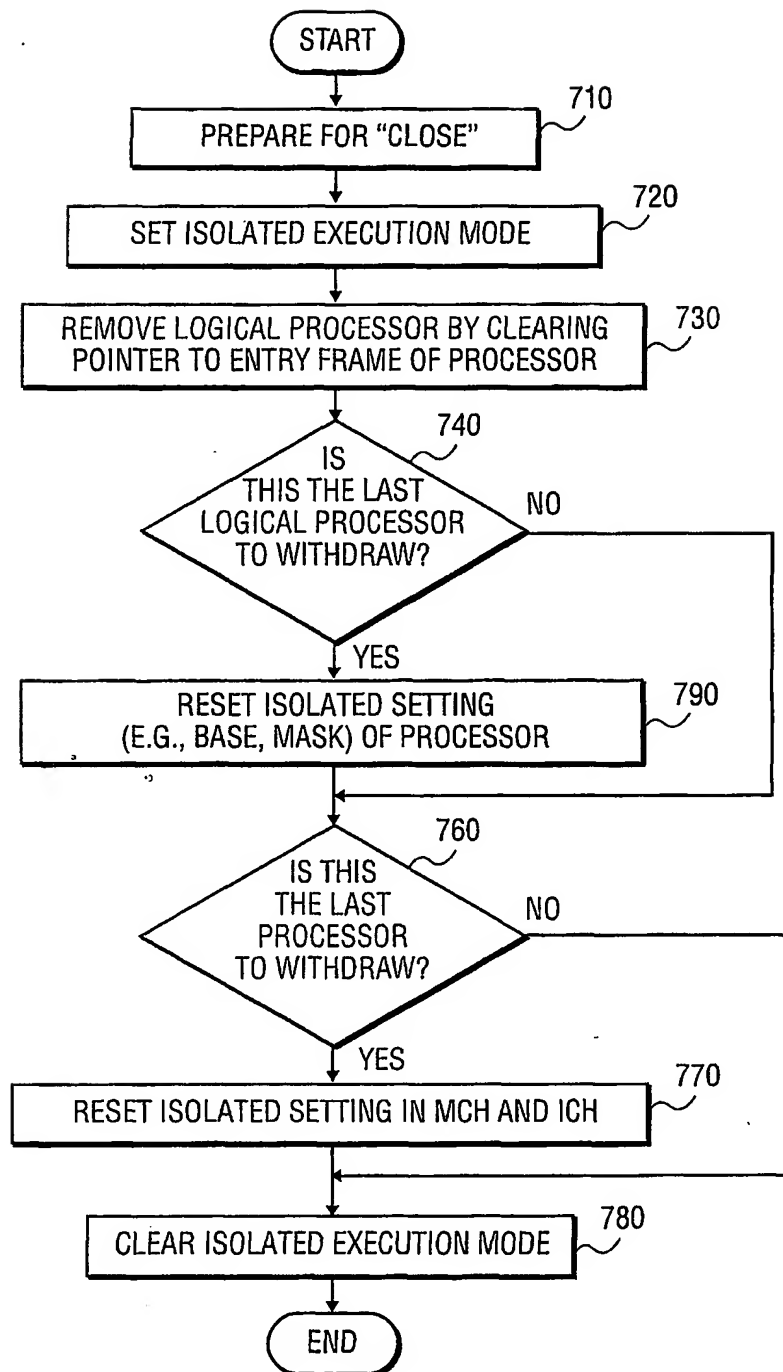 START
710
PREPARE FOR “CLOSE”
720
SET ISOLATED EXECUTION MODE
730
REMOVE LOGICAL PROCESSOR BY CLEARING
POINTER TO ENTRY FRAME OF PROCESSOR
740
IS
THIS THE LAST
LOGICAL PROCESSOR
TO WITHDRAW?
NO
YES
790
RESET ISOLATED SETTING
(E.G., BASE, MASK) OF PROCESSOR
760
IS THIS
THE LAST
PROCESSOR
TO WITHDRAW?
NO
YES
770
RESET ISOLATED SETTING IN MCH AND ICH
780
CLEAR ISOLATED EXECUTION MODE
END